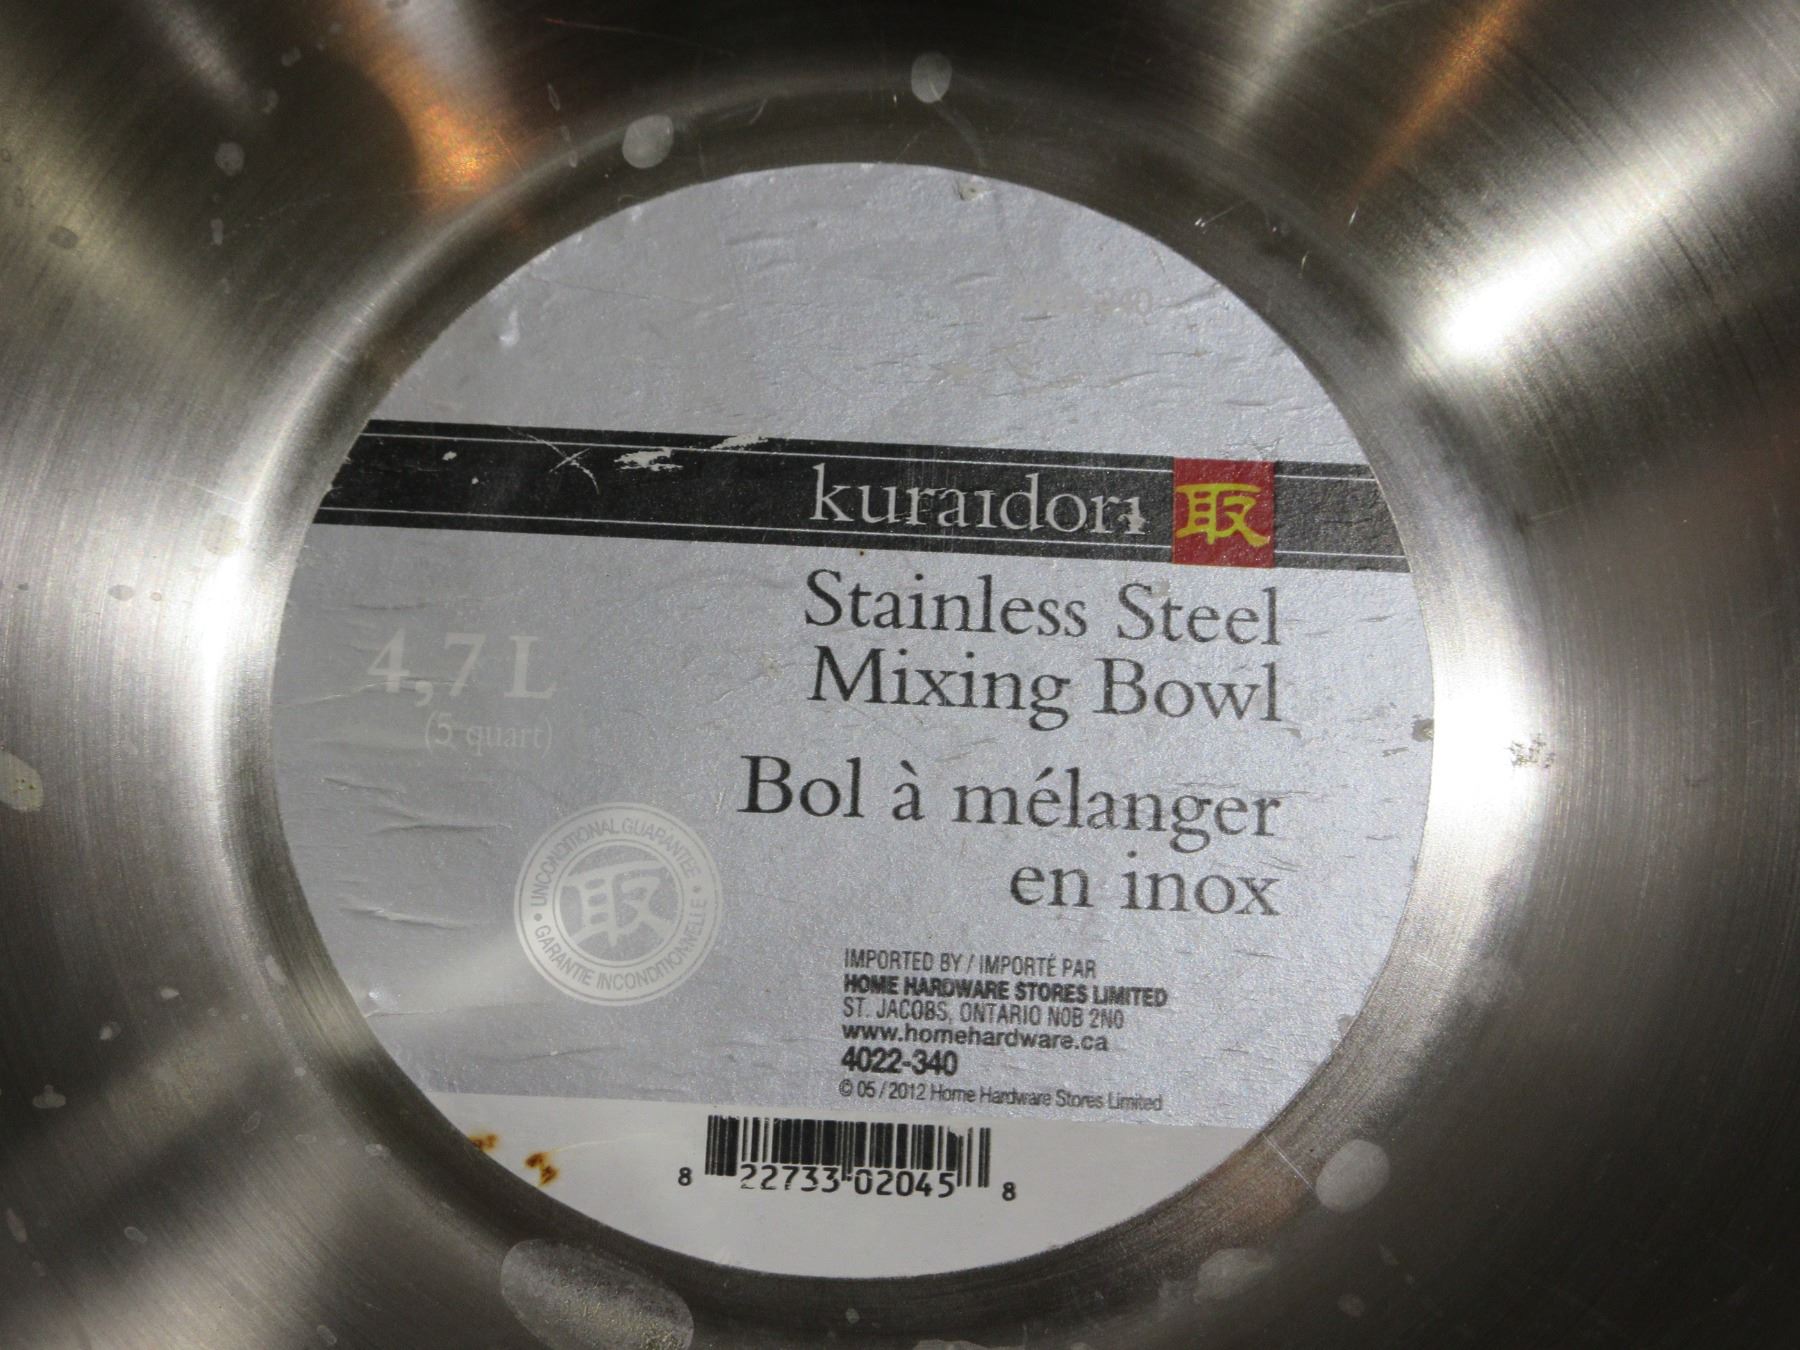 kuraidori 取
Stainless Steel
Mixing Bowl
4,7 L
(5 quart)
Bol à mélanger
en inox
UNCONDITIONAL GUARANTEE •
取
• GARANTIE INCONDITIONNELLE
IMPORTED BY / IMPORTÉ PAR
HOME HARDWARE STORES LIMITED
ST. JACOBS, ONTARIO N0B 2N0
www.homehardware.ca
4022-340
© 05 / 2012 Home Hardware Stores Limited
8 22733 02045 8